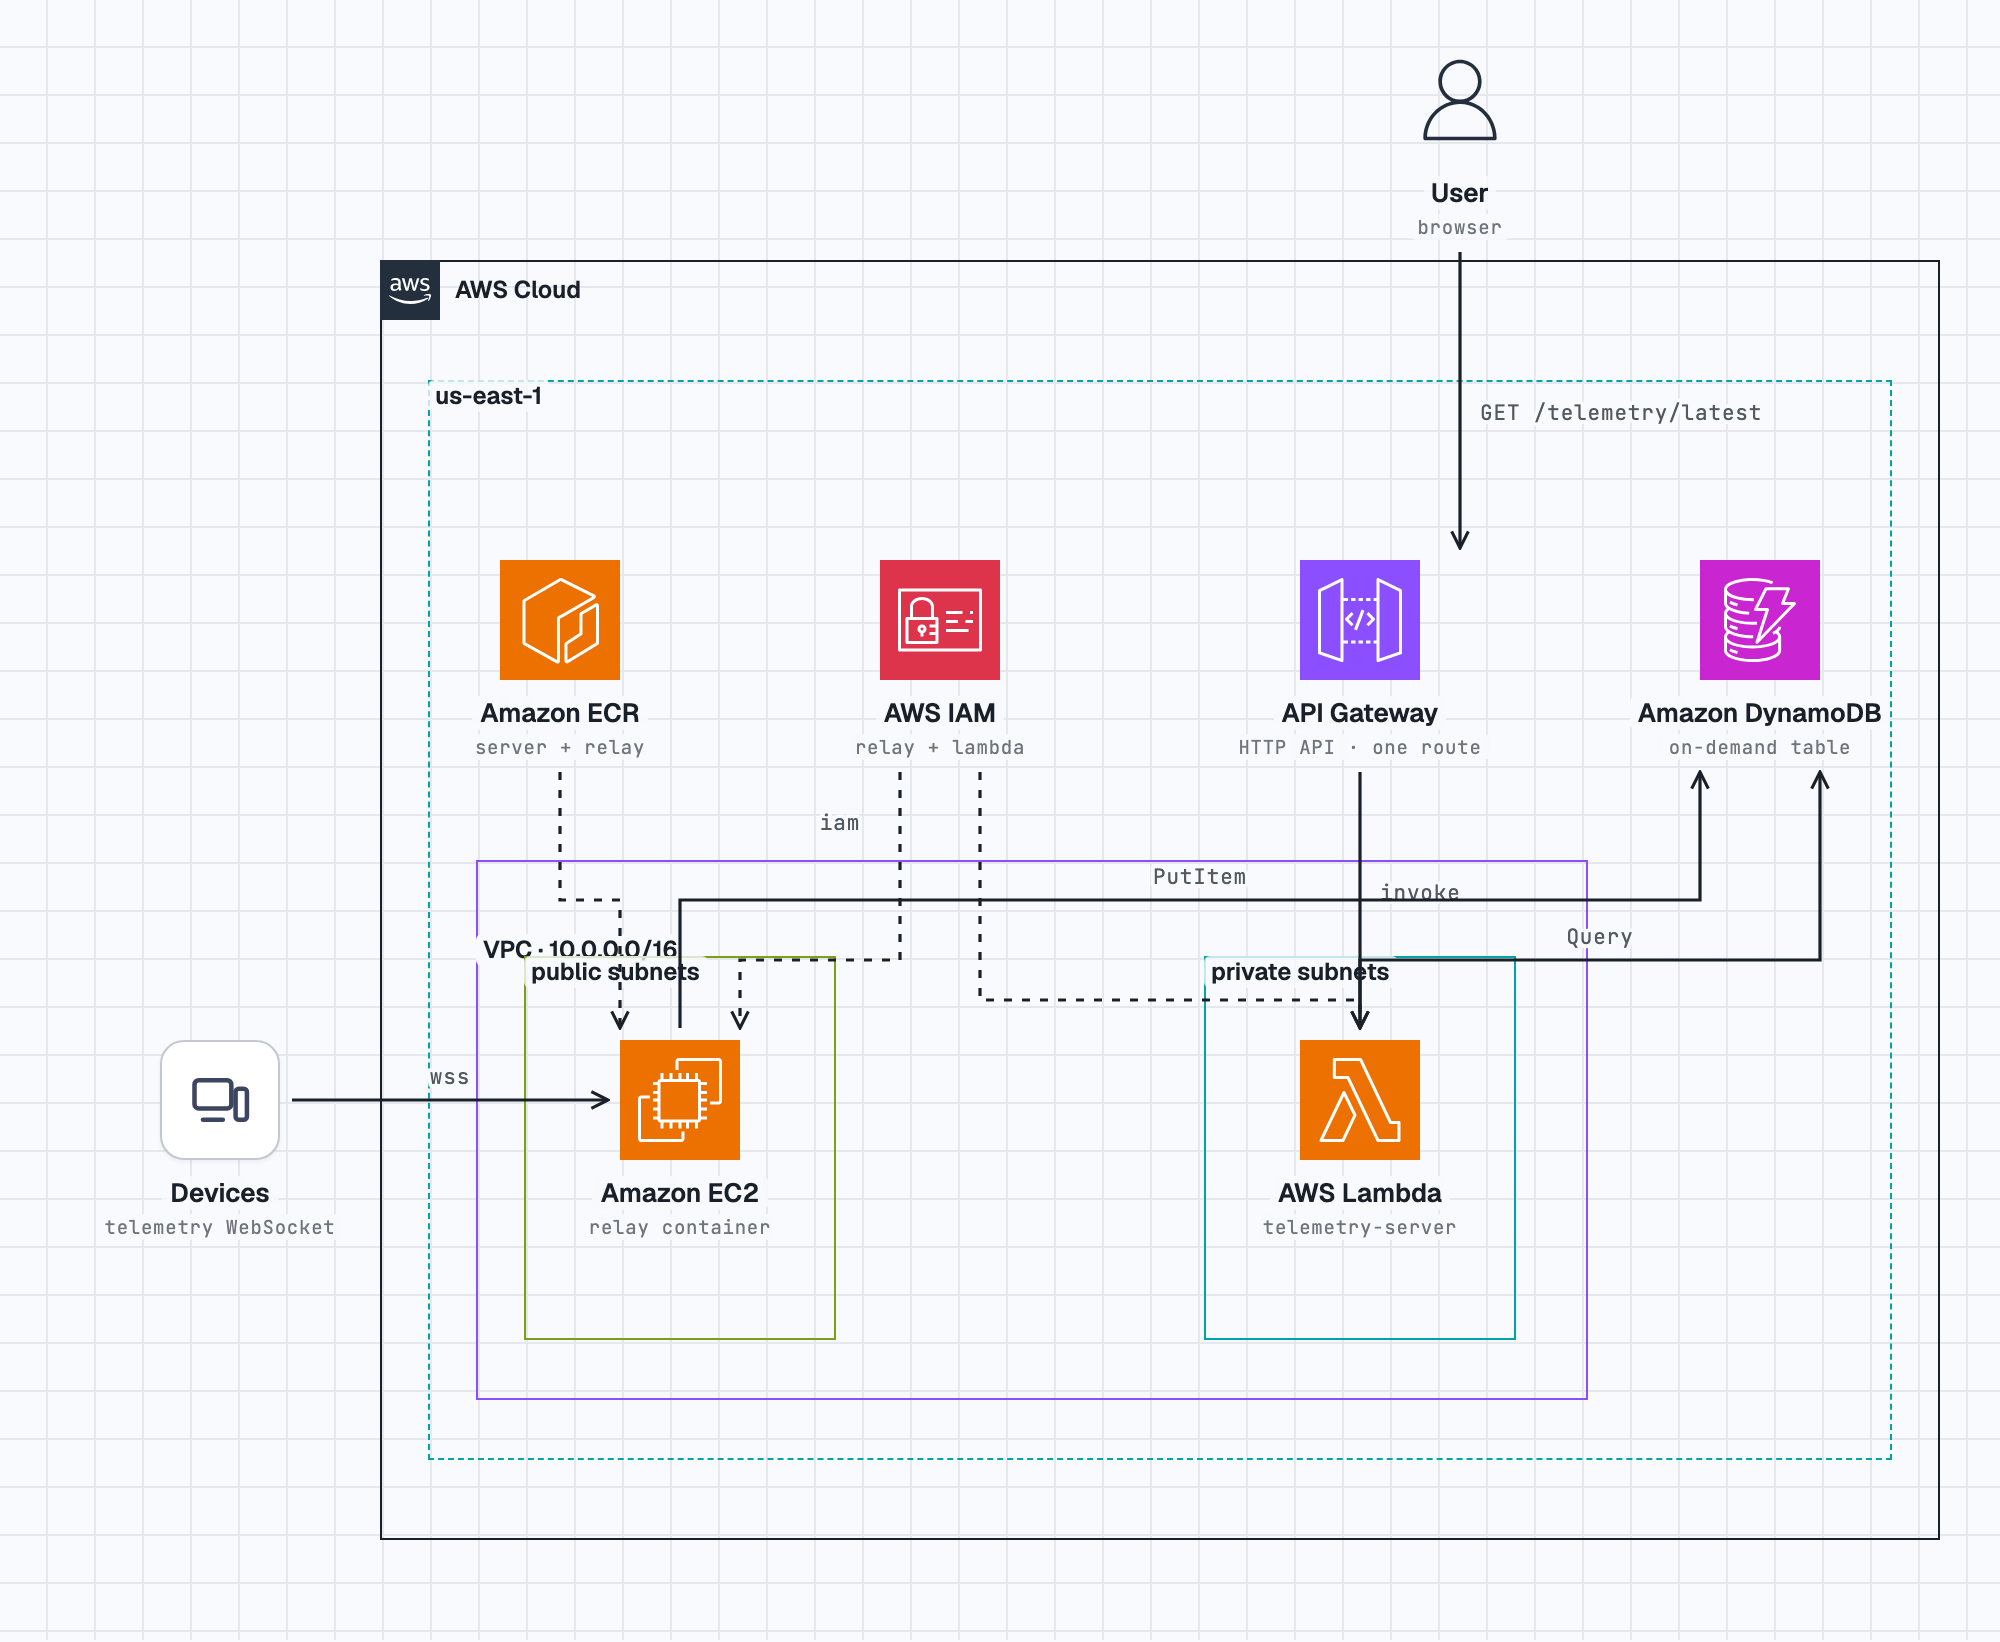 User
browser
aws
AWS Cloud
us-east-1
GET /telemetry/latest
</>
Amazon ECR
server + relay
AWS IAM
relay + lambda
API Gateway
HTTP API · one route
Amazon DynamoDB
on-demand table
iam
PutItem
invoke
Query
VPC · 10.0.0.0/16
public subnets
private subnets
wss
Devices
telemetry WebSocket
Amazon EC2
relay container
AWS Lambda
telemetry-server